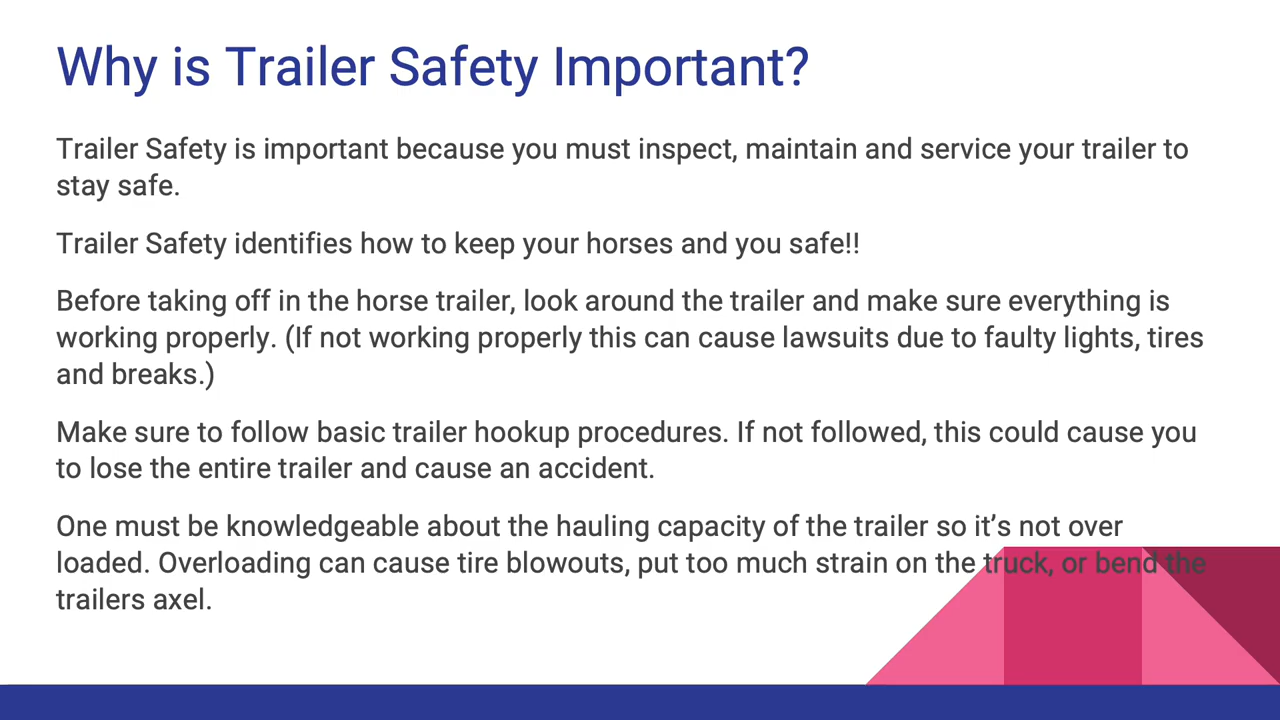 Why is Trailer Safety Important?
Trailer Safety is important because you must inspect, maintain and service your trailer to
stay safe.
Trailer Safety identifies how to keep your horses and you safe!!
Before taking off in the horse trailer, look around the trailer and make sure everything is
working properly. (If not working properly this can cause lawsuits due to faulty lights, tires
and breaks.)
Make sure to follow basic trailer hookup procedures. If not followed, this could cause you
to lose the entire trailer and cause an accident.
One must be knowledgeable about the hauling capacity of the trailer so it’s not over
loaded. Overloading can cause tire blowouts, put too much strain on the truck, or bend the
trailers axel.